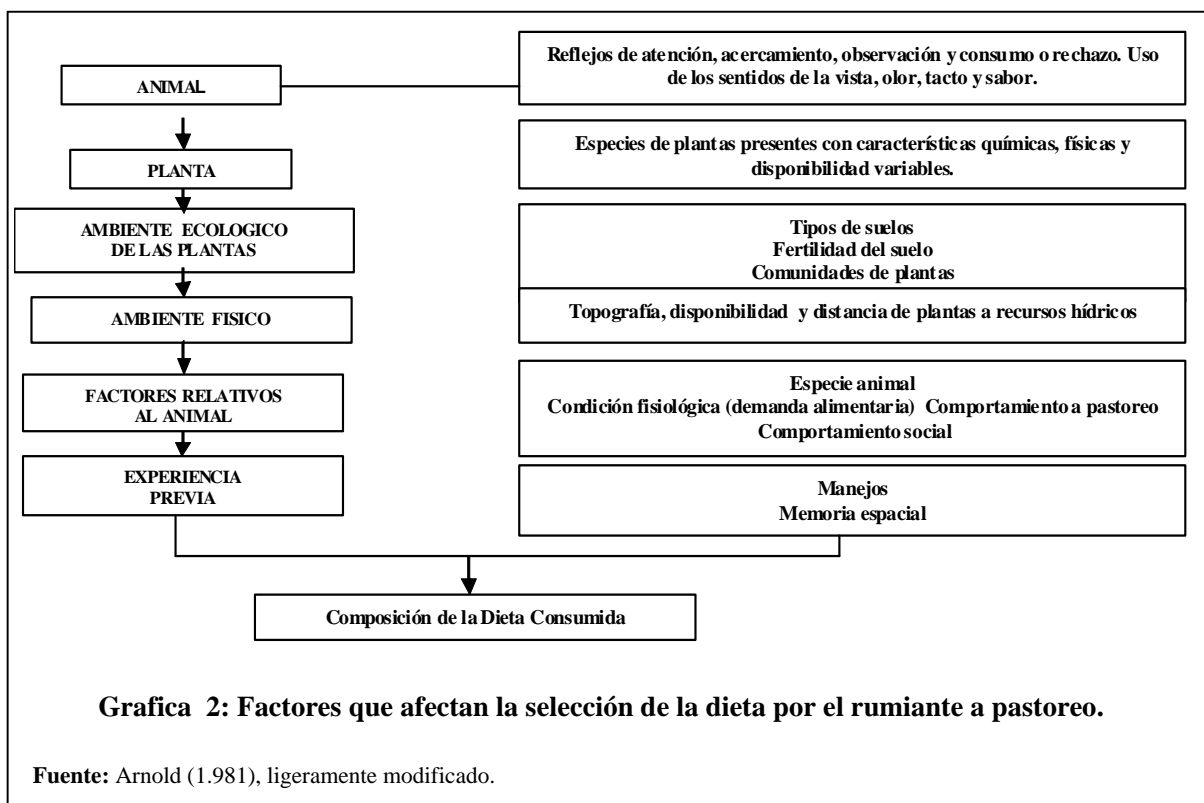 ANIMAL
Reflejos de atención, acercamiento, observación y consumo o rechazo. Uso
de los sentidos de la vista, olor, tacto y sabor.
PLANTA
Especies de plantas presentes con características químicas, físicas y
disponibilidad variables.
AMBIENTE ECOLOGICO
DE LAS PLANTAS
Tipos de suelos
Fertilidad del suelo
Comunidades de plantas
AMBIENTE FISICO
Topografía, disponibilidad y distancia de plantas a recursos hídricos
FACTORES RELATIVOS
AL ANIMAL
Especie animal
Condición fisiológica (demanda alimentaria) Comportamiento a pastoreo
Comportamiento social
EXPERIENCIA
PREVIA
Manejos
Memoria espacial
Composición de la Dieta Consumida
Grafica 2: Factores que afectan la selección de la dieta por el rumiante a pastoreo.
Fuente: Arnold (1.981), ligeramente modificado.